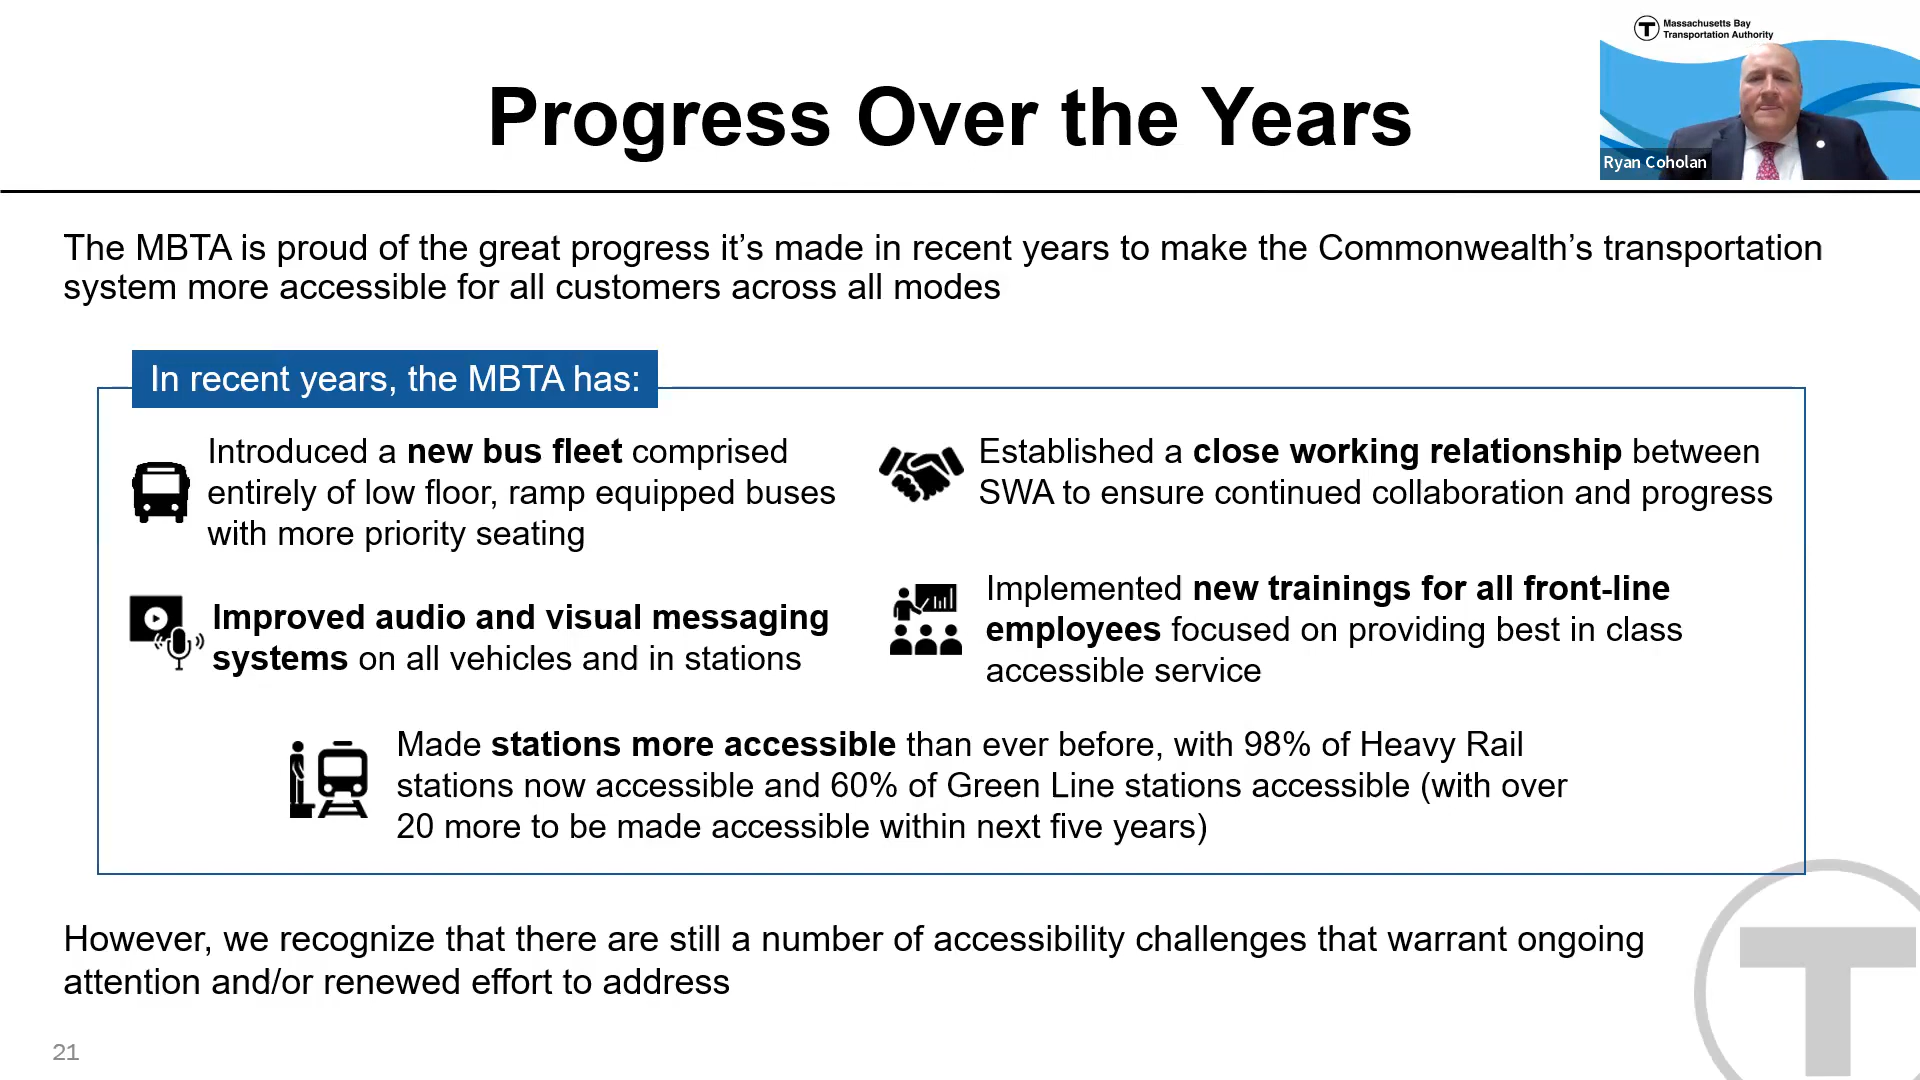 Massachusetts Bay
Transportation Authority
Progress Over the Years
Ryan Coholan
The MBTA is proud of the great progress it’s made in recent years to make the Commonwealth’s transportation
system more accessible for all customers across all modes
In recent years, the MBTA has:
Introduced a new bus fleet comprised
entirely of low floor, ramp equipped buses
with more priority seating
Established a close working relationship between
SWA to ensure continued collaboration and progress
Improved audio and visual messaging
systems on all vehicles and in stations
Implemented new trainings for all front-line
employees focused on providing best in class
accessible service
Made stations more accessible than ever before, with 98% of Heavy Rail
stations now accessible and 60% of Green Line stations accessible (with over
20 more to be made accessible within next five years)
However, we recognize that there are still a number of accessibility challenges that warrant ongoing
attention and/or renewed effort to address
21
T